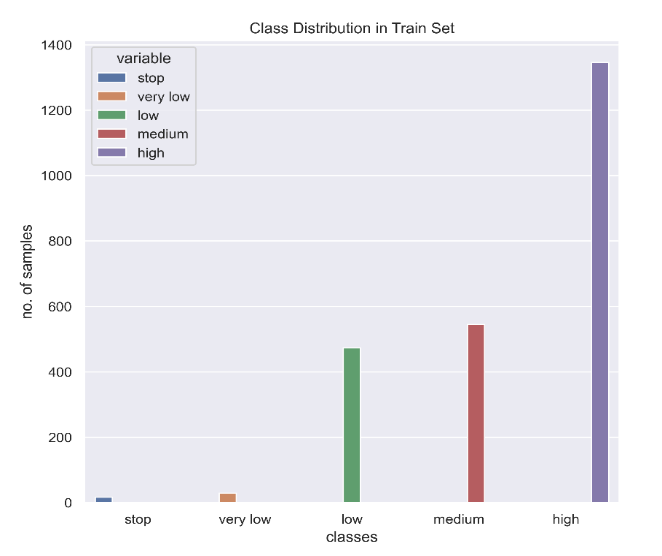 Class Distribution in Train Set
1400
1200
1000
800
600
400
200
0
no. of samples
variable
stop
very low
low
medium
high
stop very low low medium high
classes